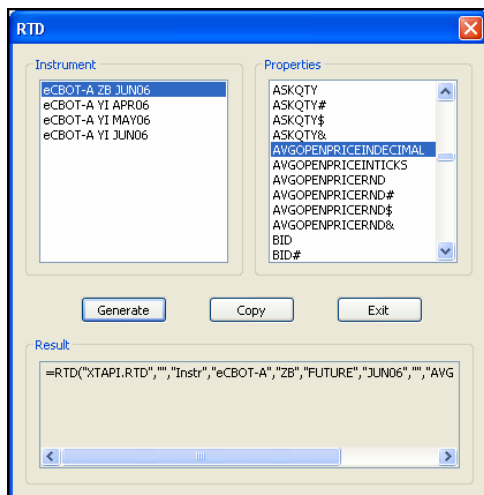 RTD
Instrument
eCBOT-A ZB JUN06
eCBOT-A YI APR06
eCBOT-A YI MAY06
eCBOT-A YI JUN06
Properties
ASKQTY
ASKQTY#
ASKQTY$
ASKQTY&
AVGOPENPRICEINDECIMAL
AVGOPENPRICEINTICKS
AVGOPENPRICERND
AVGOPENPRICERND#
AVGOPENPRICERND$
AVGOPENPRICERND&
BID
BID#
Generate
Copy
Exit
Result
=RTD("XTAPI.RTD","","Instr","eCBOT-A","ZB","FUTURE","JUN06","","AVG